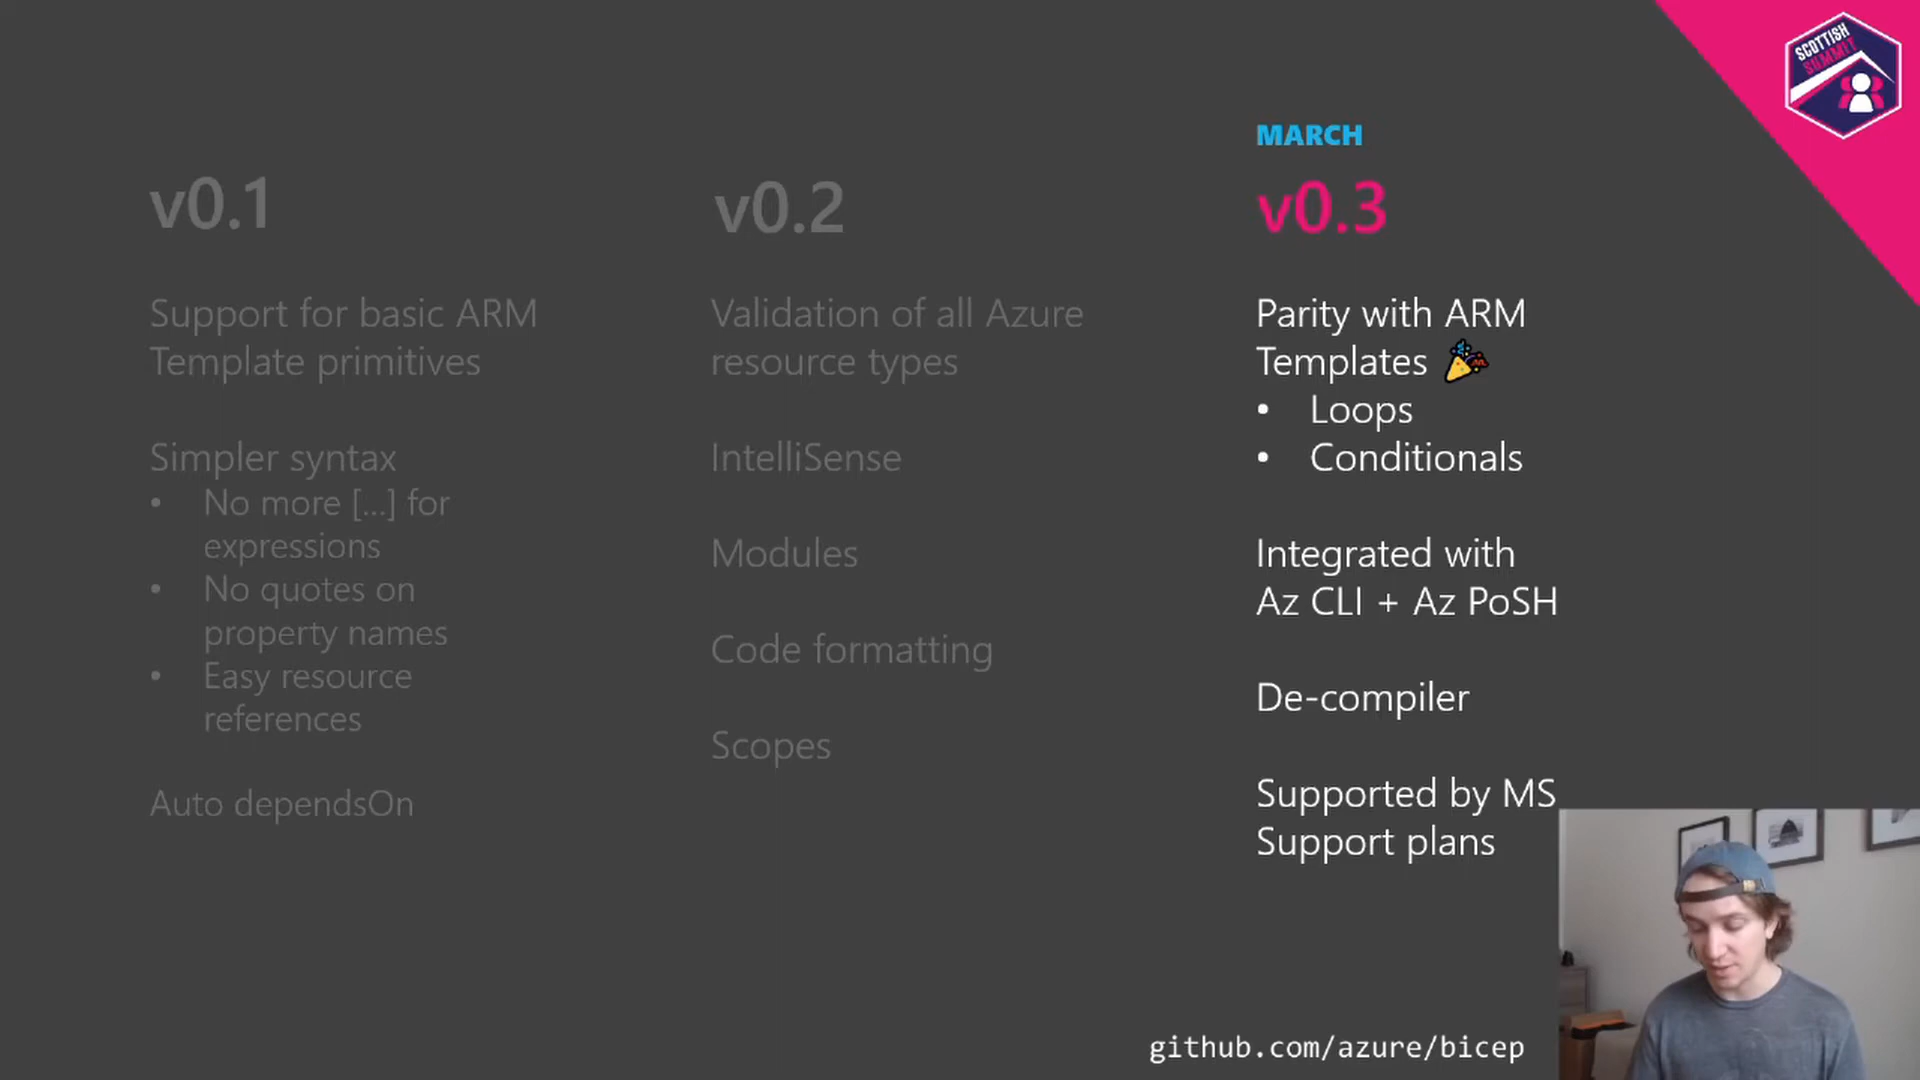 SCOTTISH
SUMMIT
v0.1
Support for basic ARM
Template primitives
Simpler syntax
• No more [...] for
expressions
• No quotes on
property names
• Easy resource
references
Auto dependsOn
v0.2
Validation of all Azure
resource types
IntelliSense
Modules
Code formatting
Scopes
MARCH
v0.3
Parity with ARM
Templates 🎉
• Loops
• Conditionals
Integrated with
Az CLI + Az PoSH
De-compiler
Supported by MS
Support plans
github.com/azure/bicep